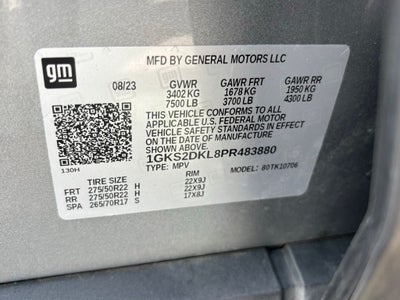 gm
MFD BY GENERAL MOTORS LLC
08/23 GVWR GAWR FRT GAWR RR
3402 KG 1678 KG 1950 KG
7500 LB 3700 LB 4300 LB
THIS VEHICLE CONFORMS TO ALL
APPLICABLE U.S. FEDERAL MOTOR
VEHICLE SAFETY AND THEFT PREVENTION
STANDARDS IN EFFECT ON THE DATE OF
MANUFACTURE SHOWN ABOVE.
1GKS2DKL8PR483880
130H TYPE: MPV MODEL: 80TK10706
TIRE SIZE RIM
FRT 275/50R22 H 22X9J
RR 275/50R22 H 22X9J
SPA 265/70R17 S 17X8J